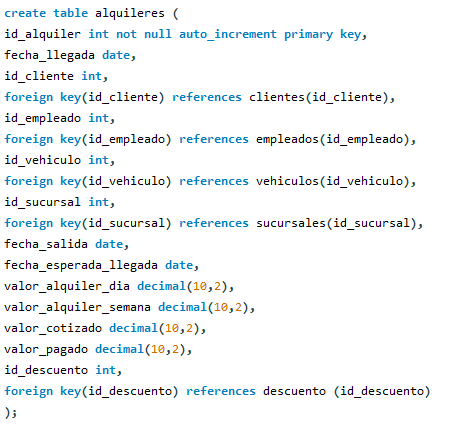 create table alquileres (
id_alquiler int not null auto_increment primary key,
fecha_llegada date,
id_cliente int,
foreign key(id_cliente) references clientes(id_cliente),
id_empleado int,
foreign key(id_empleado) references empleados(id_empleado),
id_vehiculo int,
foreign key(id_vehiculo) references vehiculos(id_vehiculo),
id_sucursal int,
foreign key(id_sucursal) references sucursales(id_sucursal),
fecha_salida date,
fecha_esperada_llegada date,
valor_alquiler_dia decimal(10,2),
valor_alquiler_semana decimal(10,2),
valor_cotizado decimal(10,2),
valor_pagado decimal(10,2),
id_descuento int,
foreign key(id_descuento) references descuento (id_descuento)
);